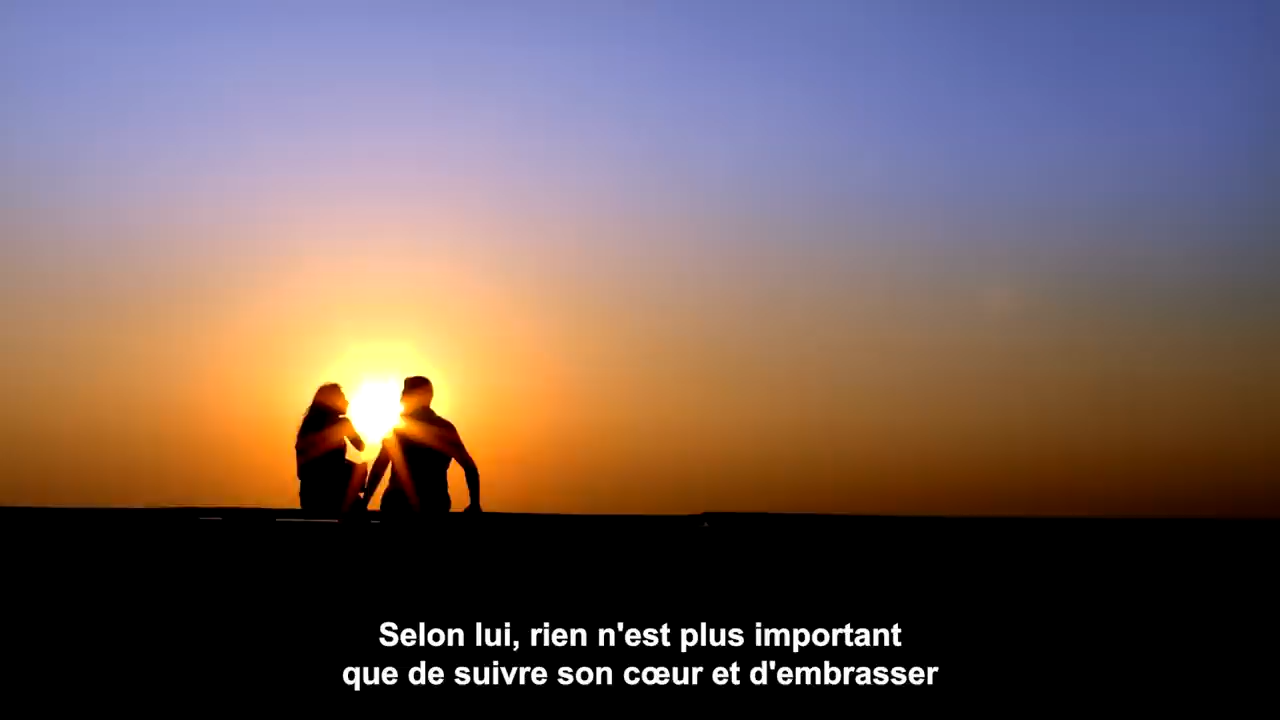 Selon lui, rien n'est plus important
que de suivre son cœur et d'embrasser